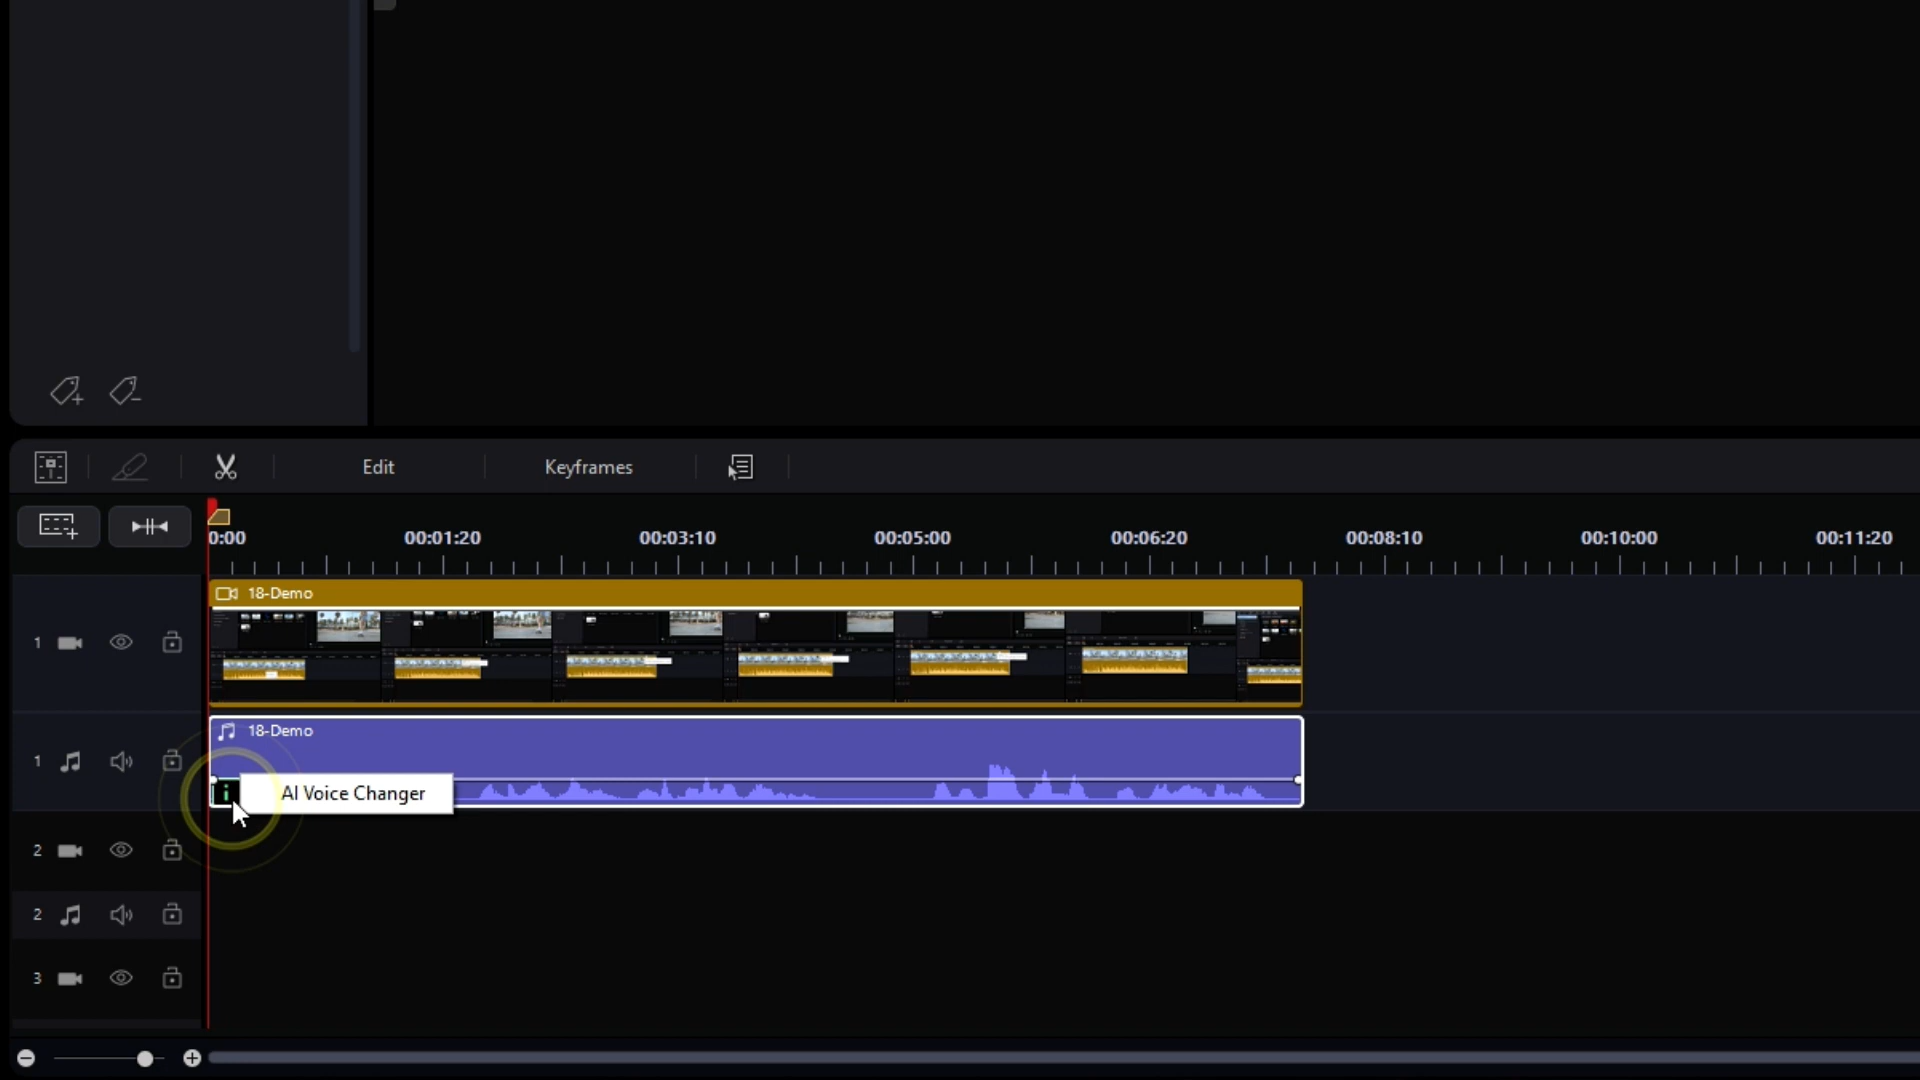 Edit
Keyframes
0:00
00:01:20
00:03:10
00:05:00
00:06:20
00:08:10
00:10:00
00:11:20
18-Demo
1
18-Demo
1
i
AI Voice Changer
2
2
3